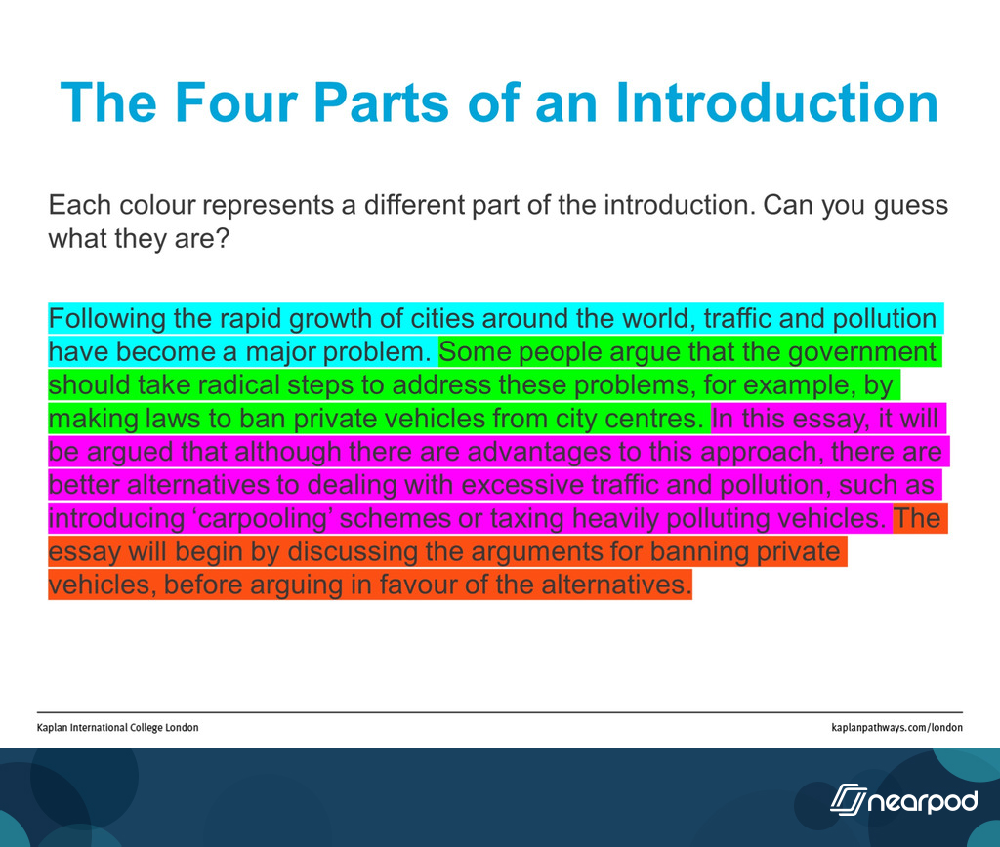 The Four Parts of an Introduction
Each colour represents a different part of the introduction. Can you guess
what they are?
Following the rapid growth of cities around the world, traffic and pollution
have become a major problem. Some people argue that the government
should take radical steps to address these problems, for example, by
making laws to ban private vehicles from city centres. In this essay, it will
be argued that although there are advantages to this approach, there are
better alternatives to dealing with excessive traffic and pollution, such as
introducing ‘carpooling’ schemes or taxing heavily polluting vehicles. The
essay will begin by discussing the arguments for banning private
vehicles, before arguing in favour of the alternatives.
Kaplan International College London
kaplanpathways.com/london
nearpod